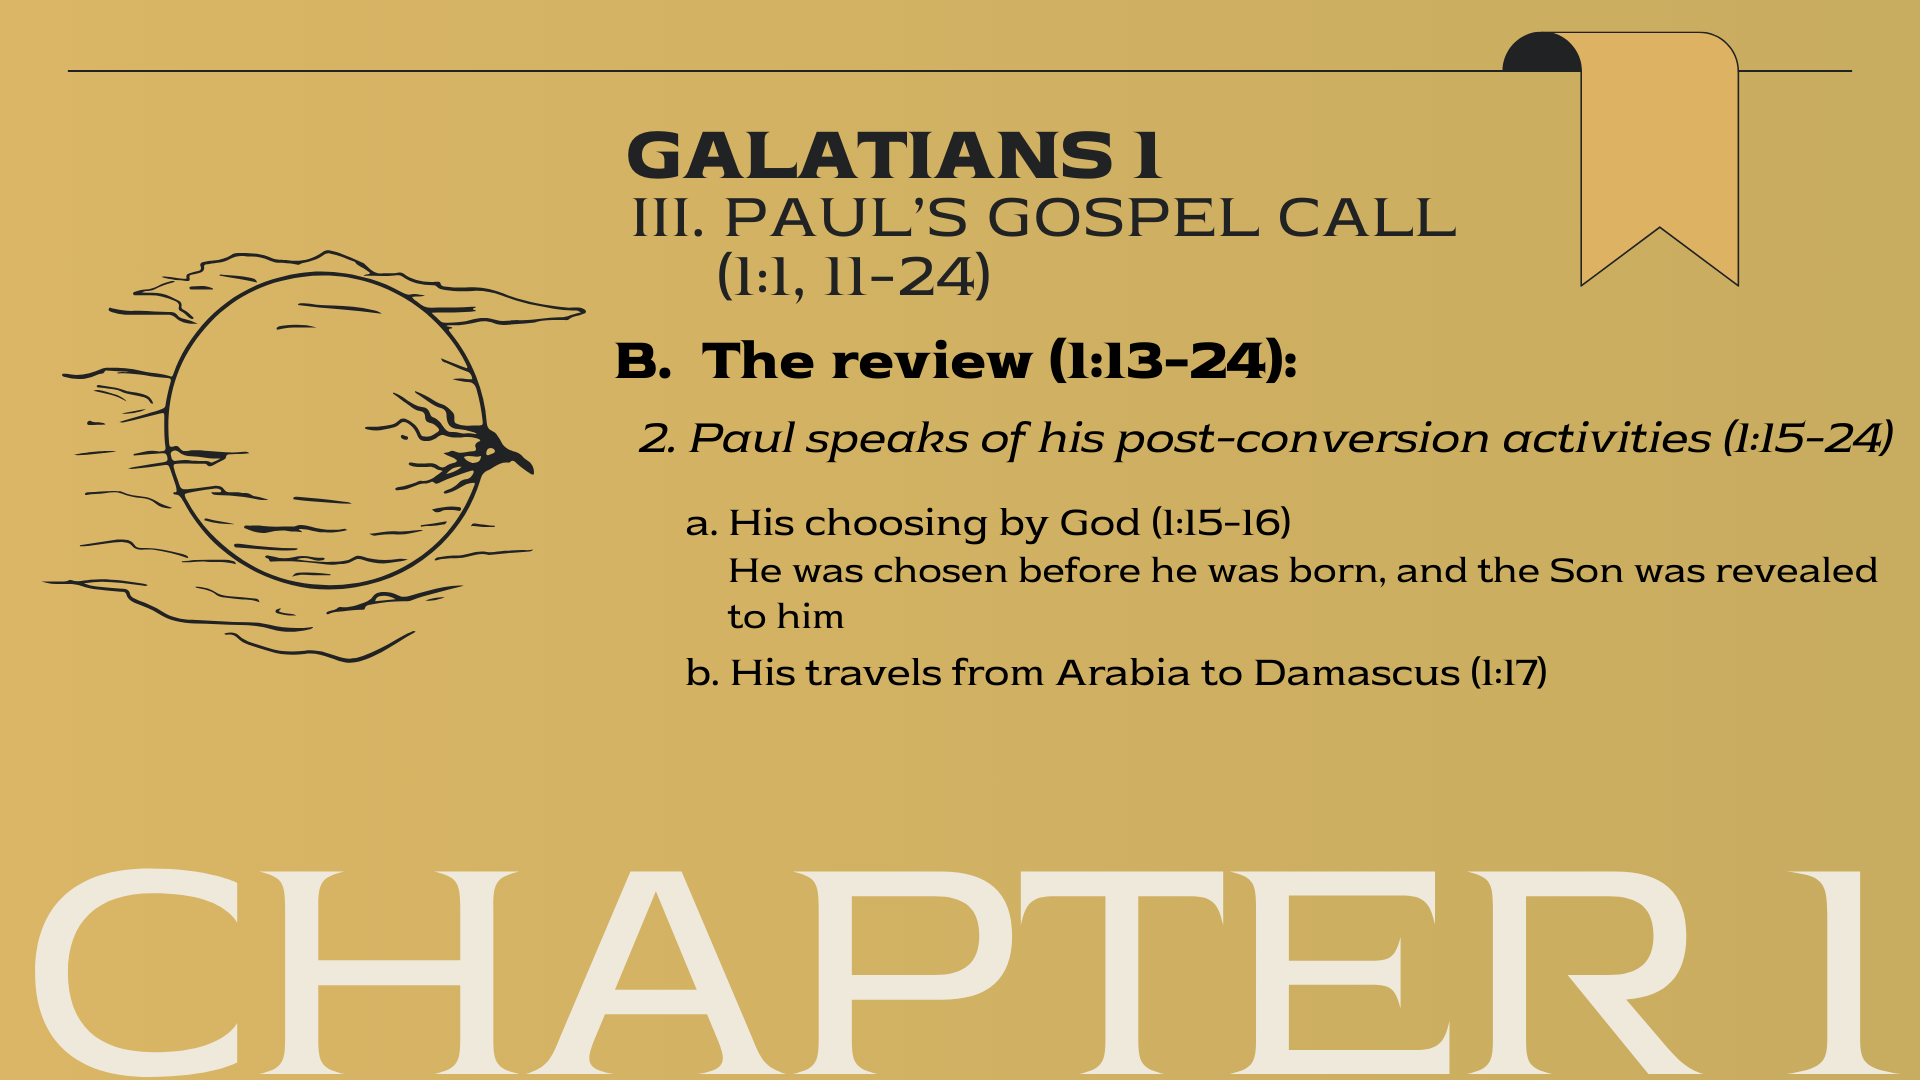 GALATIANS 1
III. PAUL’S GOSPEL CALL
(1:1, 11-24)
B. The review (1:13-24):
2. Paul speaks of his post-conversion activities (1:15-24)
a. His choosing by God (1:15-16)
He was chosen before he was born, and the Son was revealed
to him
b. His travels from Arabia to Damascus (1:17)
CHAPTER 1